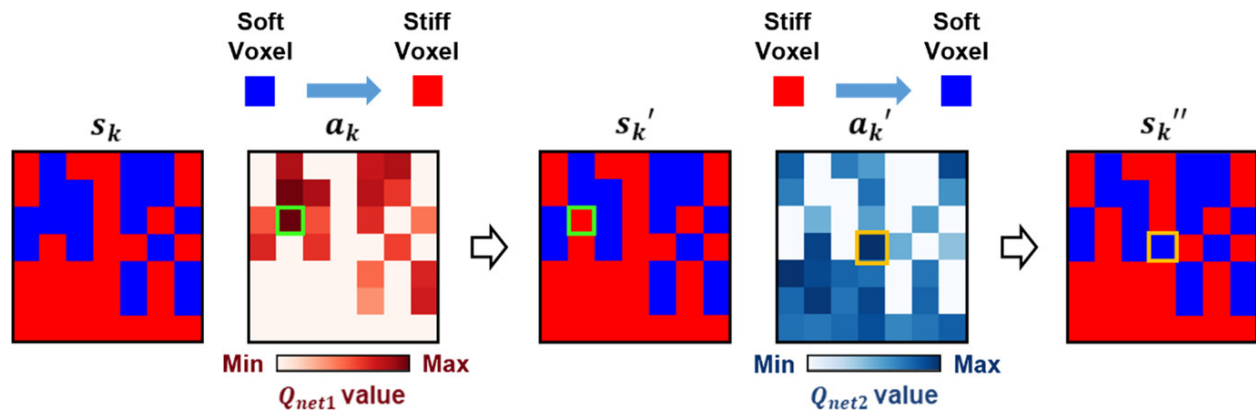 Soft
Voxel
Stiff
Voxel
Stiff
Voxel
Soft
Voxel
s_k
a_k
s_k′
a_k′
s_k″
Min
Max
Q_net1 value
Min
Max
Q_net2 value